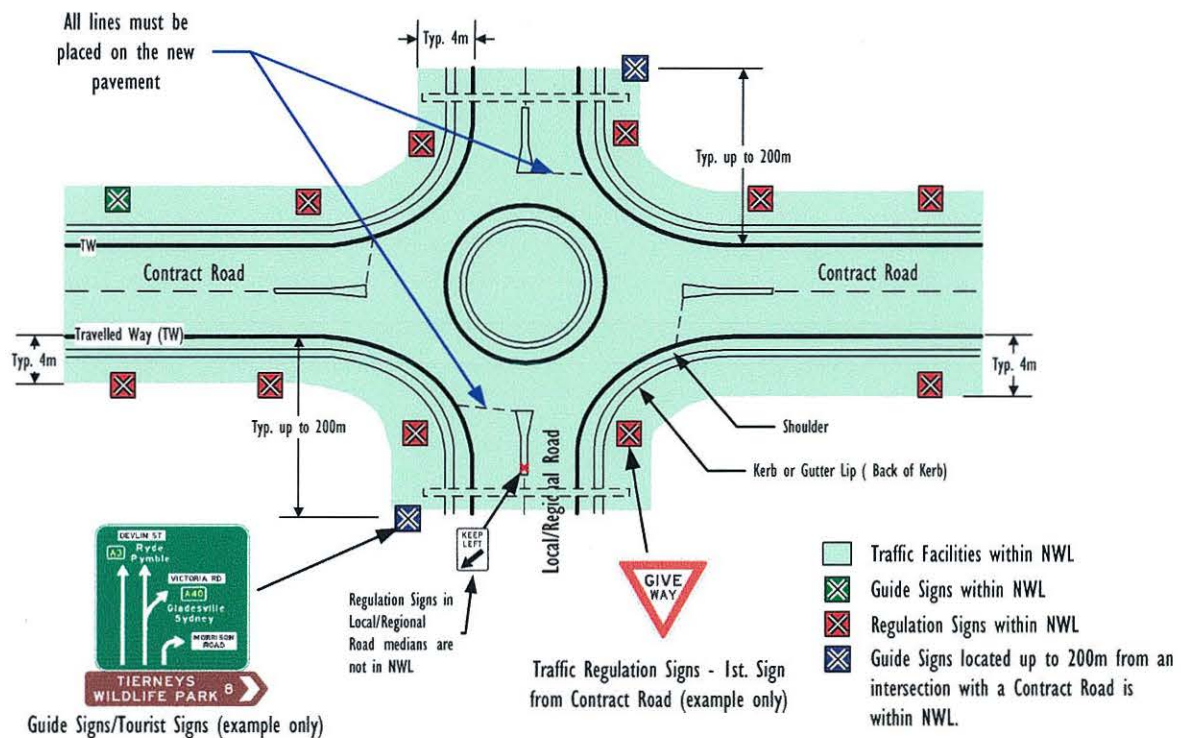 All lines must be
placed on the new
pavement
Typ. 4m
Typ. up to 200m
TW
Contract Road
Contract Road
Travelled Way (TW)
Typ. 4m
Typ. 4m
Typ. up to 200m
Shoulder
Kerb or Gutter Lip ( Back of Kerb)
Local/Regional Road
DEVLIN ST
A3
Ryde
Pymble
VICTORIA RD
A40
Gladesville
Sydney
MORRISON
ROAD
TIERNEYS
WILDLIFE PARK 8
Guide Signs/Tourist Signs (example only)
KEEP
LEFT
Regulation Signs in
Local/Regional
Road medians are
not in NWL
GIVE
WAY
Traffic Regulation Signs - 1st. Sign
from Contract Road (example only)
Traffic Facilities within NWL
Guide Signs within NWL
Regulation Signs within NWL
Guide Signs located up to 200m from an
intersection with a Contract Road is
within NWL.